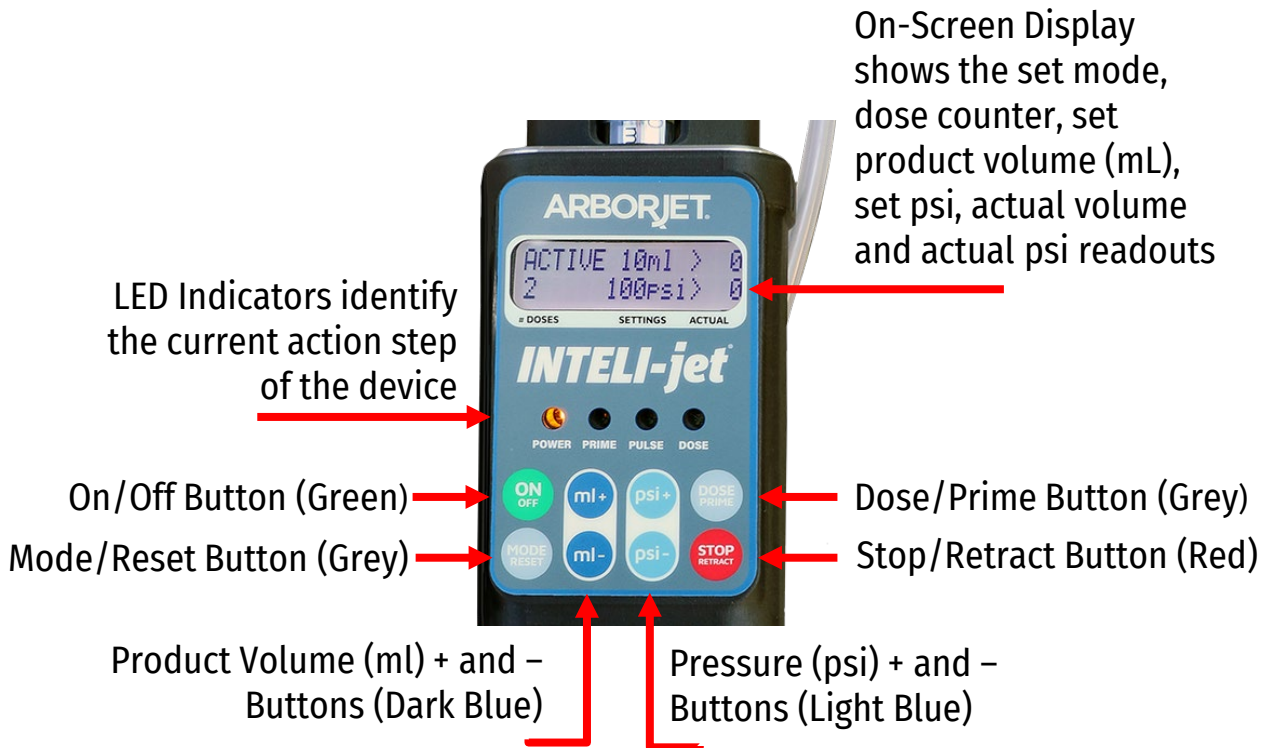 On-Screen Display
shows the set mode,
dose counter, set
product volume (mL),
set psi, actual volume
and actual psi readouts
ARBORJET.
ACTIVE 10ml > 0
2 100psi> 0
# DOSES SETTINGS ACTUAL
LED Indicators identify
the current action step
of the device
INTELI-jet
POWER PRIME PULSE DOSE
On/Off Button (Green)
ON
OFF
ml+
psi+
DOSE
PRIME
Dose/Prime Button (Grey)
Mode/Reset Button (Grey)
MODE
RESET
ml-
psi-
STOP
RETRACT
Stop/Retract Button (Red)
Product Volume (ml) + and –
Buttons (Dark Blue)
Pressure (psi) + and –
Buttons (Light Blue)